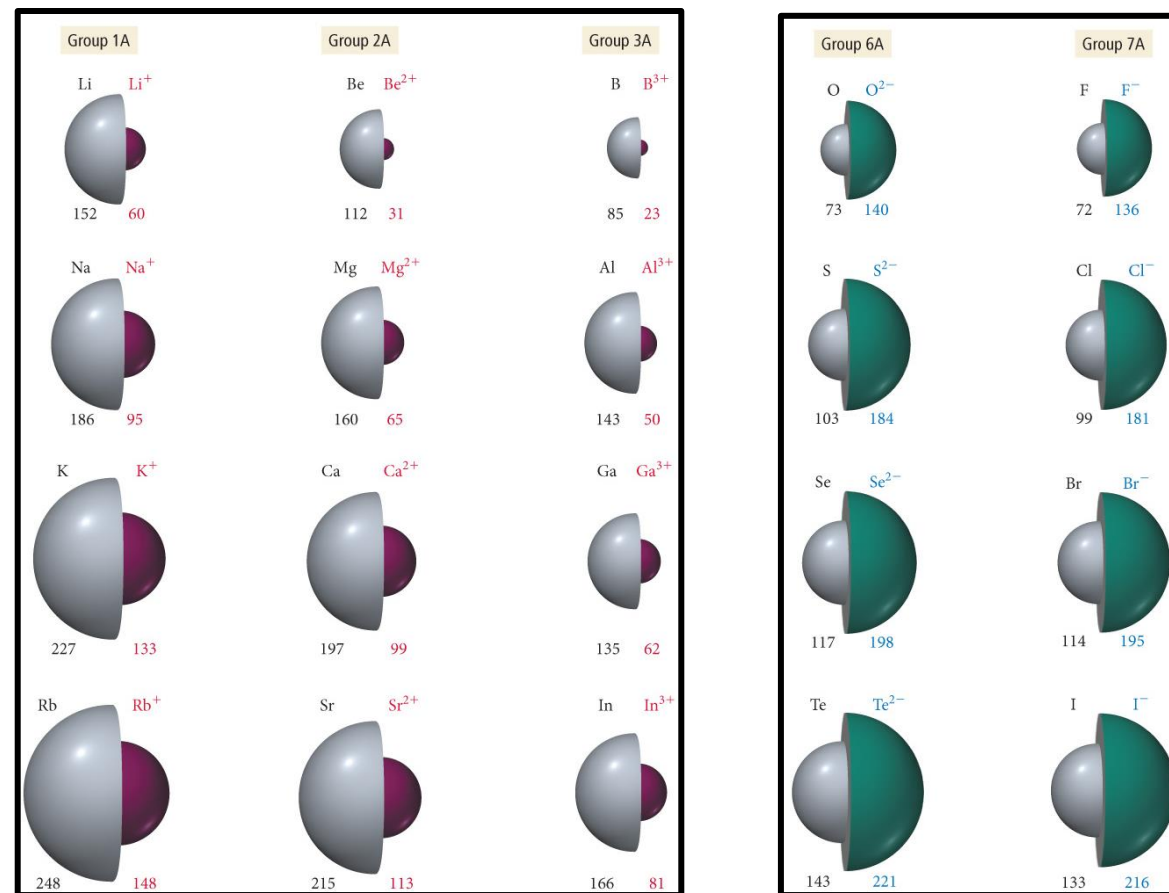 Group 1A Group 2A Group 3A
Li Li⁺ Be Be²⁺ B B³⁺
152 60 112 31 85 23
Na Na⁺ Mg Mg²⁺ Al Al³⁺
186 95 160 65 143 50
K K⁺ Ca Ca²⁺ Ga Ga³⁺
227 133 197 99 135 62
Rb Rb⁺ Sr Sr²⁺ In In³⁺
248 148 215 113 166 81
Group 6A Group 7A
O O²⁻ F F⁻
73 140 72 136
S S²⁻ Cl Cl⁻
103 184 99 181
Se Se²⁻ Br Br⁻
117 198 114 195
Te Te²⁻ I I⁻
143 221 133 216